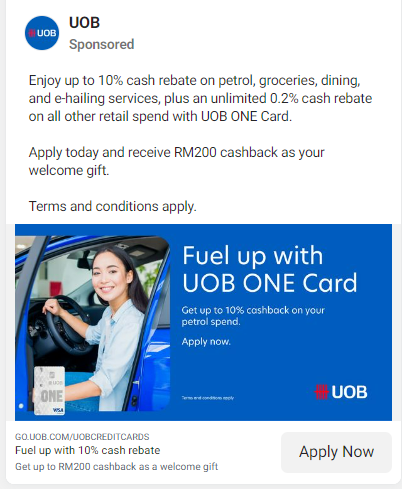 UOB
UOB
Sponsored
Enjoy up to 10% cash rebate on petrol, groceries, dining,
and e-hailing services, plus an unlimited 0.2% cash rebate
on all other retail spend with UOB ONE Card.
Apply today and receive RM200 cashback as your
welcome gift.
Terms and conditions apply.
Fuel up with
UOB ONE Card
Get up to 10% cashback on your
petrol spend.
Apply now.
ONE
VISA
Terms and conditions apply
UOB
GO.UOB.COM/UOBCREDITCARDS
Fuel up with 10% cash rebate
Get up to RM200 cashback as a welcome gift
Apply Now